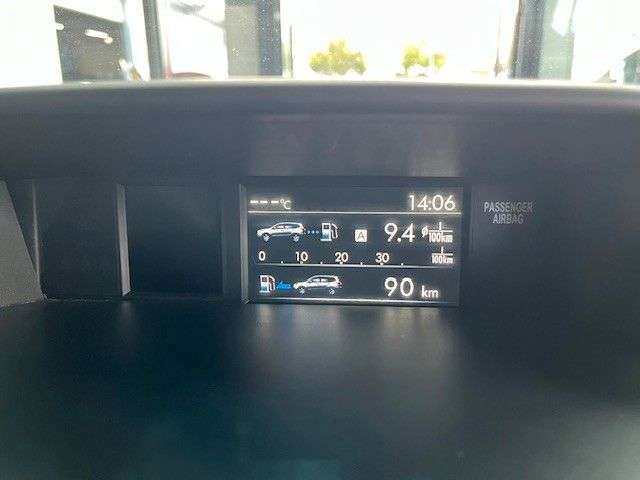 ---°C 14:06
PASSENGER
AIRBAG
A 9.4 ø/100km
0 10 20 30 /100km
90 km